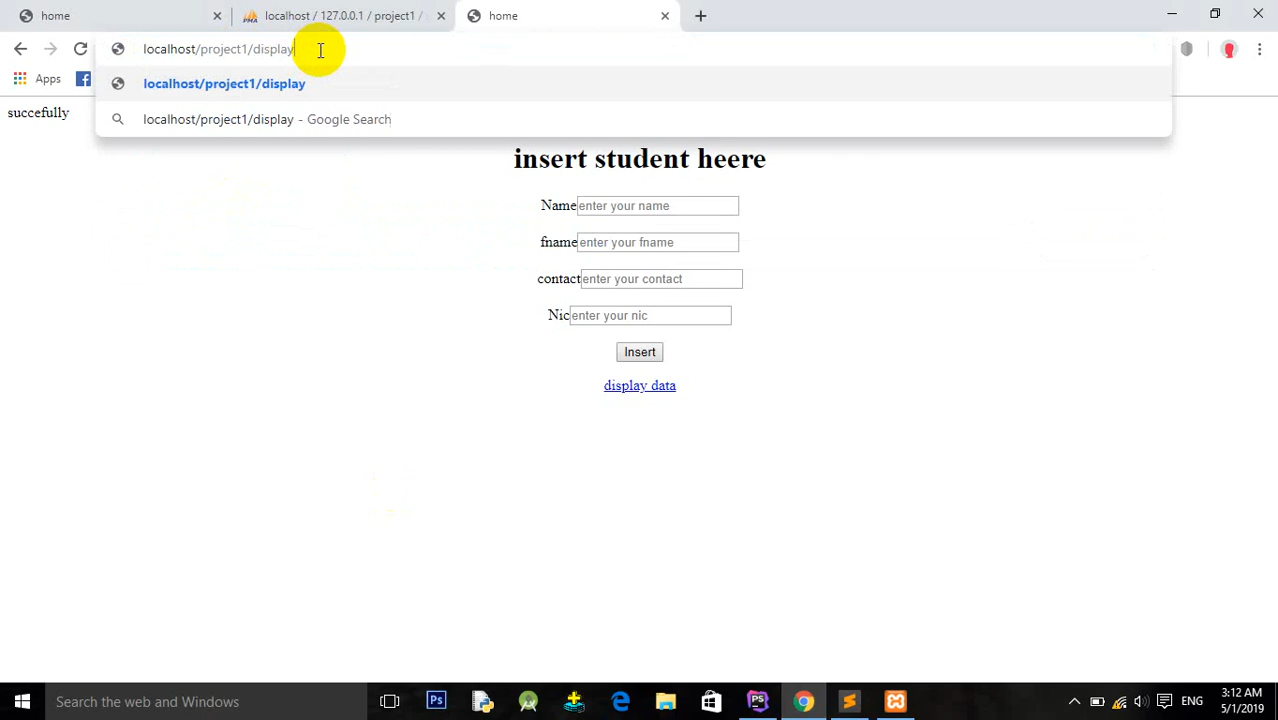 home
localhost / 127.0.0.1 / project1 /
home
localhost/project1/display
Apps
localhost/project1/display
localhost/project1/display - Google Search
succefully
insert student heere
Name enter your name
fname enter your fname
contact enter your contact
Nic enter your nic
Insert
display data
Search the web and Windows
Ps
PS
ENG
3:12 AM
5/1/2019